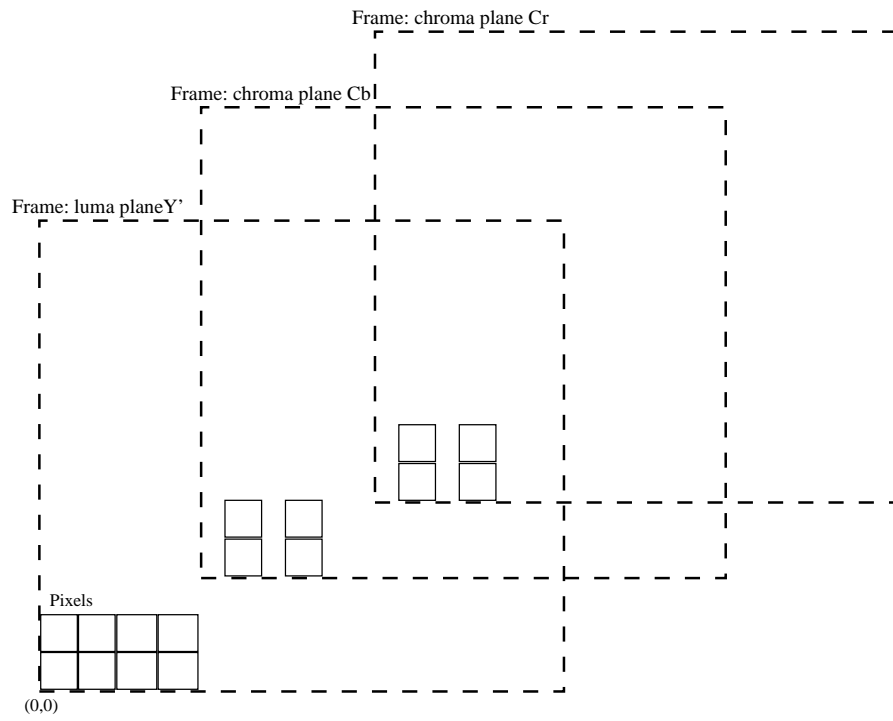 Frame: chroma plane Cr
Frame: chroma plane Cb
Frame: luma planeY’
Pixels
(0,0)